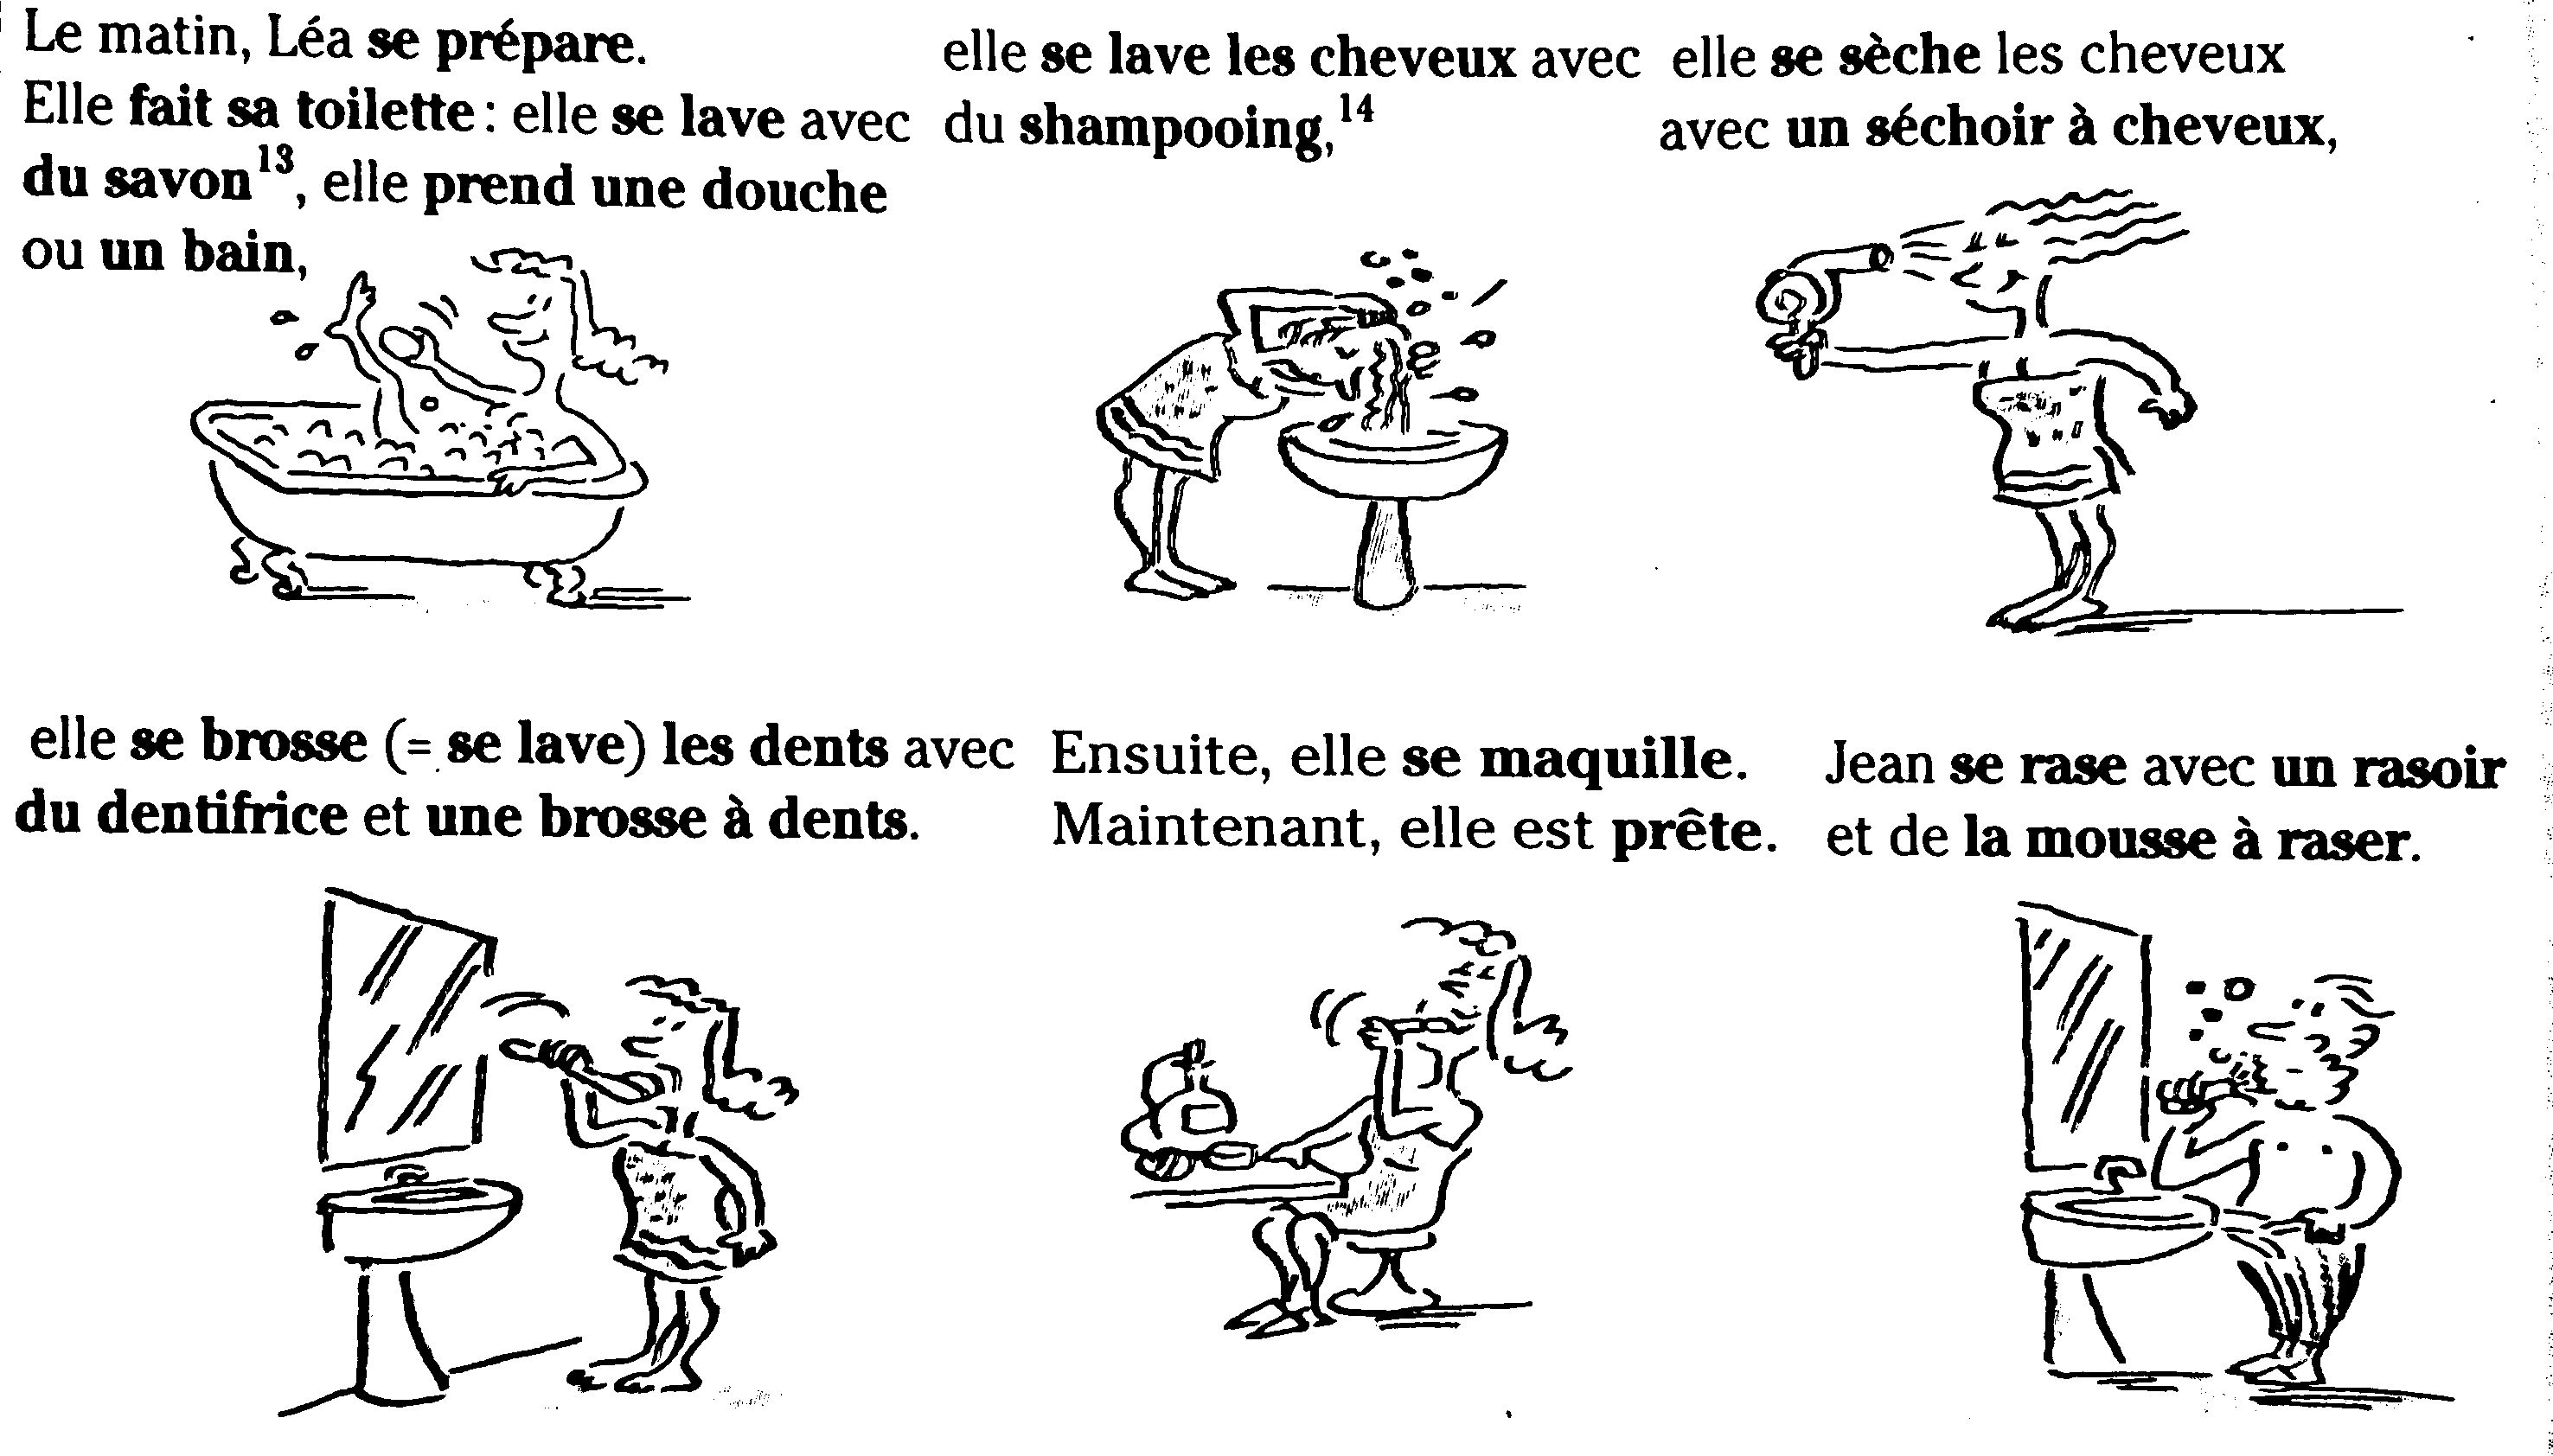 Le matin, Léa se prépare.
Elle fait sa toilette : elle se lave avec
du savon13, elle prend une douche
ou un bain,
elle se lave les cheveux avec
du shampooing,14
elle se sèche les cheveux
avec un séchoir à cheveux,
elle se brosse (= se lave) les dents avec
du dentifrice et une brosse à dents.
Ensuite, elle se maquille.
Maintenant, elle est prête.
Jean se rase avec un rasoir
et de la mousse à raser.